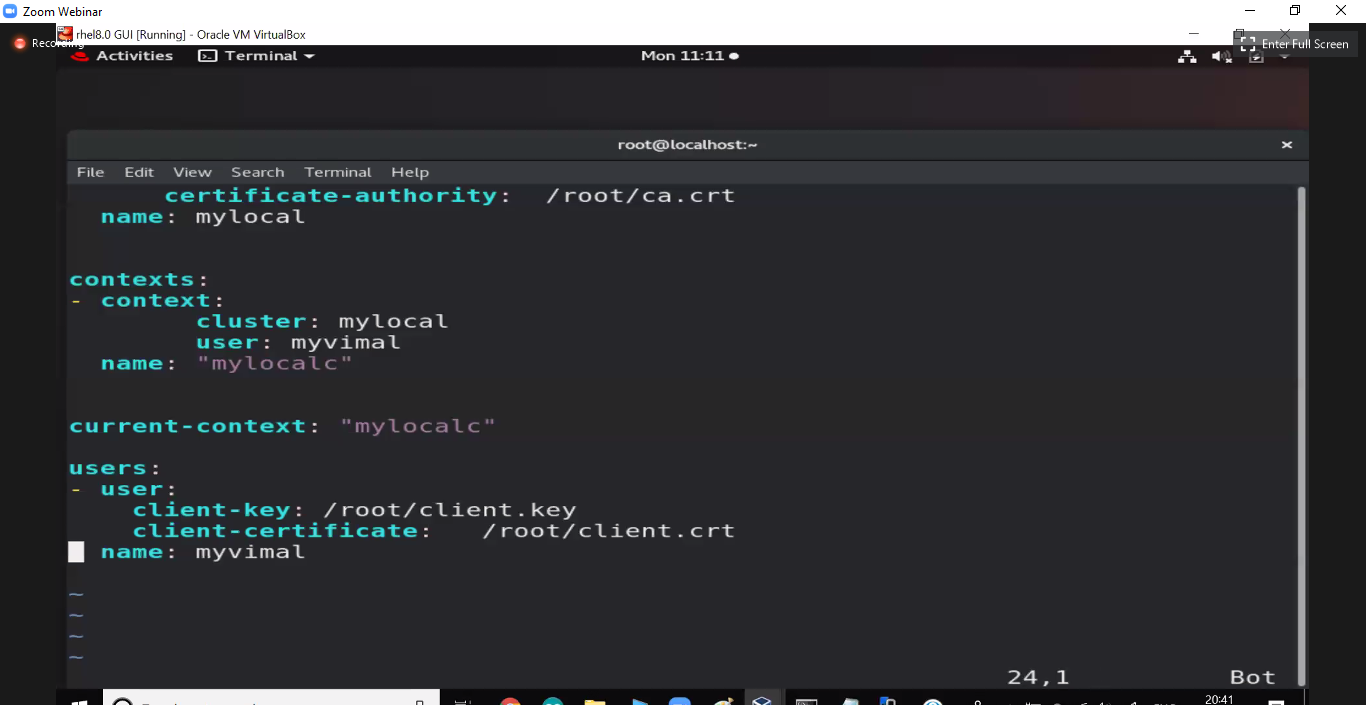 Zoom Webinar
rhel8.0 GUI [Running] - Oracle VM VirtualBox
Recording
Enter Full Screen
Activities Terminal Mon 11:11
root@localhost:~
File Edit View Search Terminal Help
certificate-authority: /root/ca.crt
name: mylocal
contexts:
- context:
cluster: mylocal
user: myvimal
name: "mylocalc"
current-context: "mylocalc"
users:
- user:
client-key: /root/client.key
client-certificate: /root/client.crt
name: myvimal
~
~
~
~
24,1 Bot
20:41